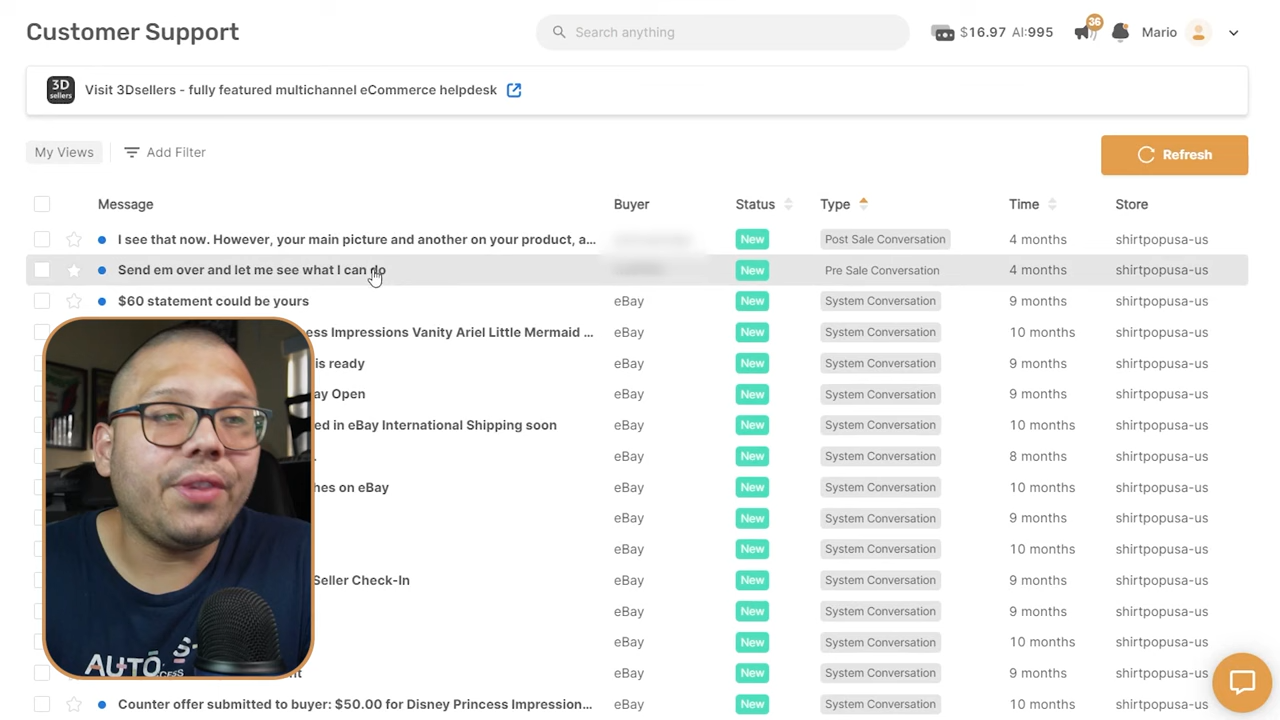 Customer Support
Search anything
$16.97 AI:995
36
Mario
3D
sellers
Visit 3Dsellers - fully featured multichannel eCommerce helpdesk
My Views
Add Filter
Refresh
Message Buyer Status Type Time Store
I see that now. However, your main picture and another on your product, a... New Post Sale Conversation 4 months shirtpopusa-us
Send em over and let me see what I can do New Pre Sale Conversation 4 months shirtpopusa-us
$60 statement could be yours eBay New System Conversation 9 months shirtpopusa-us
ess Impressions Vanity Ariel Little Mermaid ... eBay New System Conversation 10 months shirtpopusa-us
is ready eBay New System Conversation 9 months shirtpopusa-us
ay Open eBay New System Conversation 9 months shirtpopusa-us
ed in eBay International Shipping soon eBay New System Conversation 10 months shirtpopusa-us
. eBay New System Conversation 8 months shirtpopusa-us
hes on eBay eBay New System Conversation 10 months shirtpopusa-us
eBay New System Conversation 9 months shirtpopusa-us
eBay New System Conversation 10 months shirtpopusa-us
Seller Check-In eBay New System Conversation 9 months shirtpopusa-us
eBay New System Conversation 9 months shirtpopusa-us
eBay New System Conversation 10 months shirtpopusa-us
t eBay New System Conversation 9 months shirtpopusa-us
Counter offer submitted to buyer: $50.00 for Disney Princess Impression... eBay New System Conversation 10 months shirtpopusa-us
AUTO